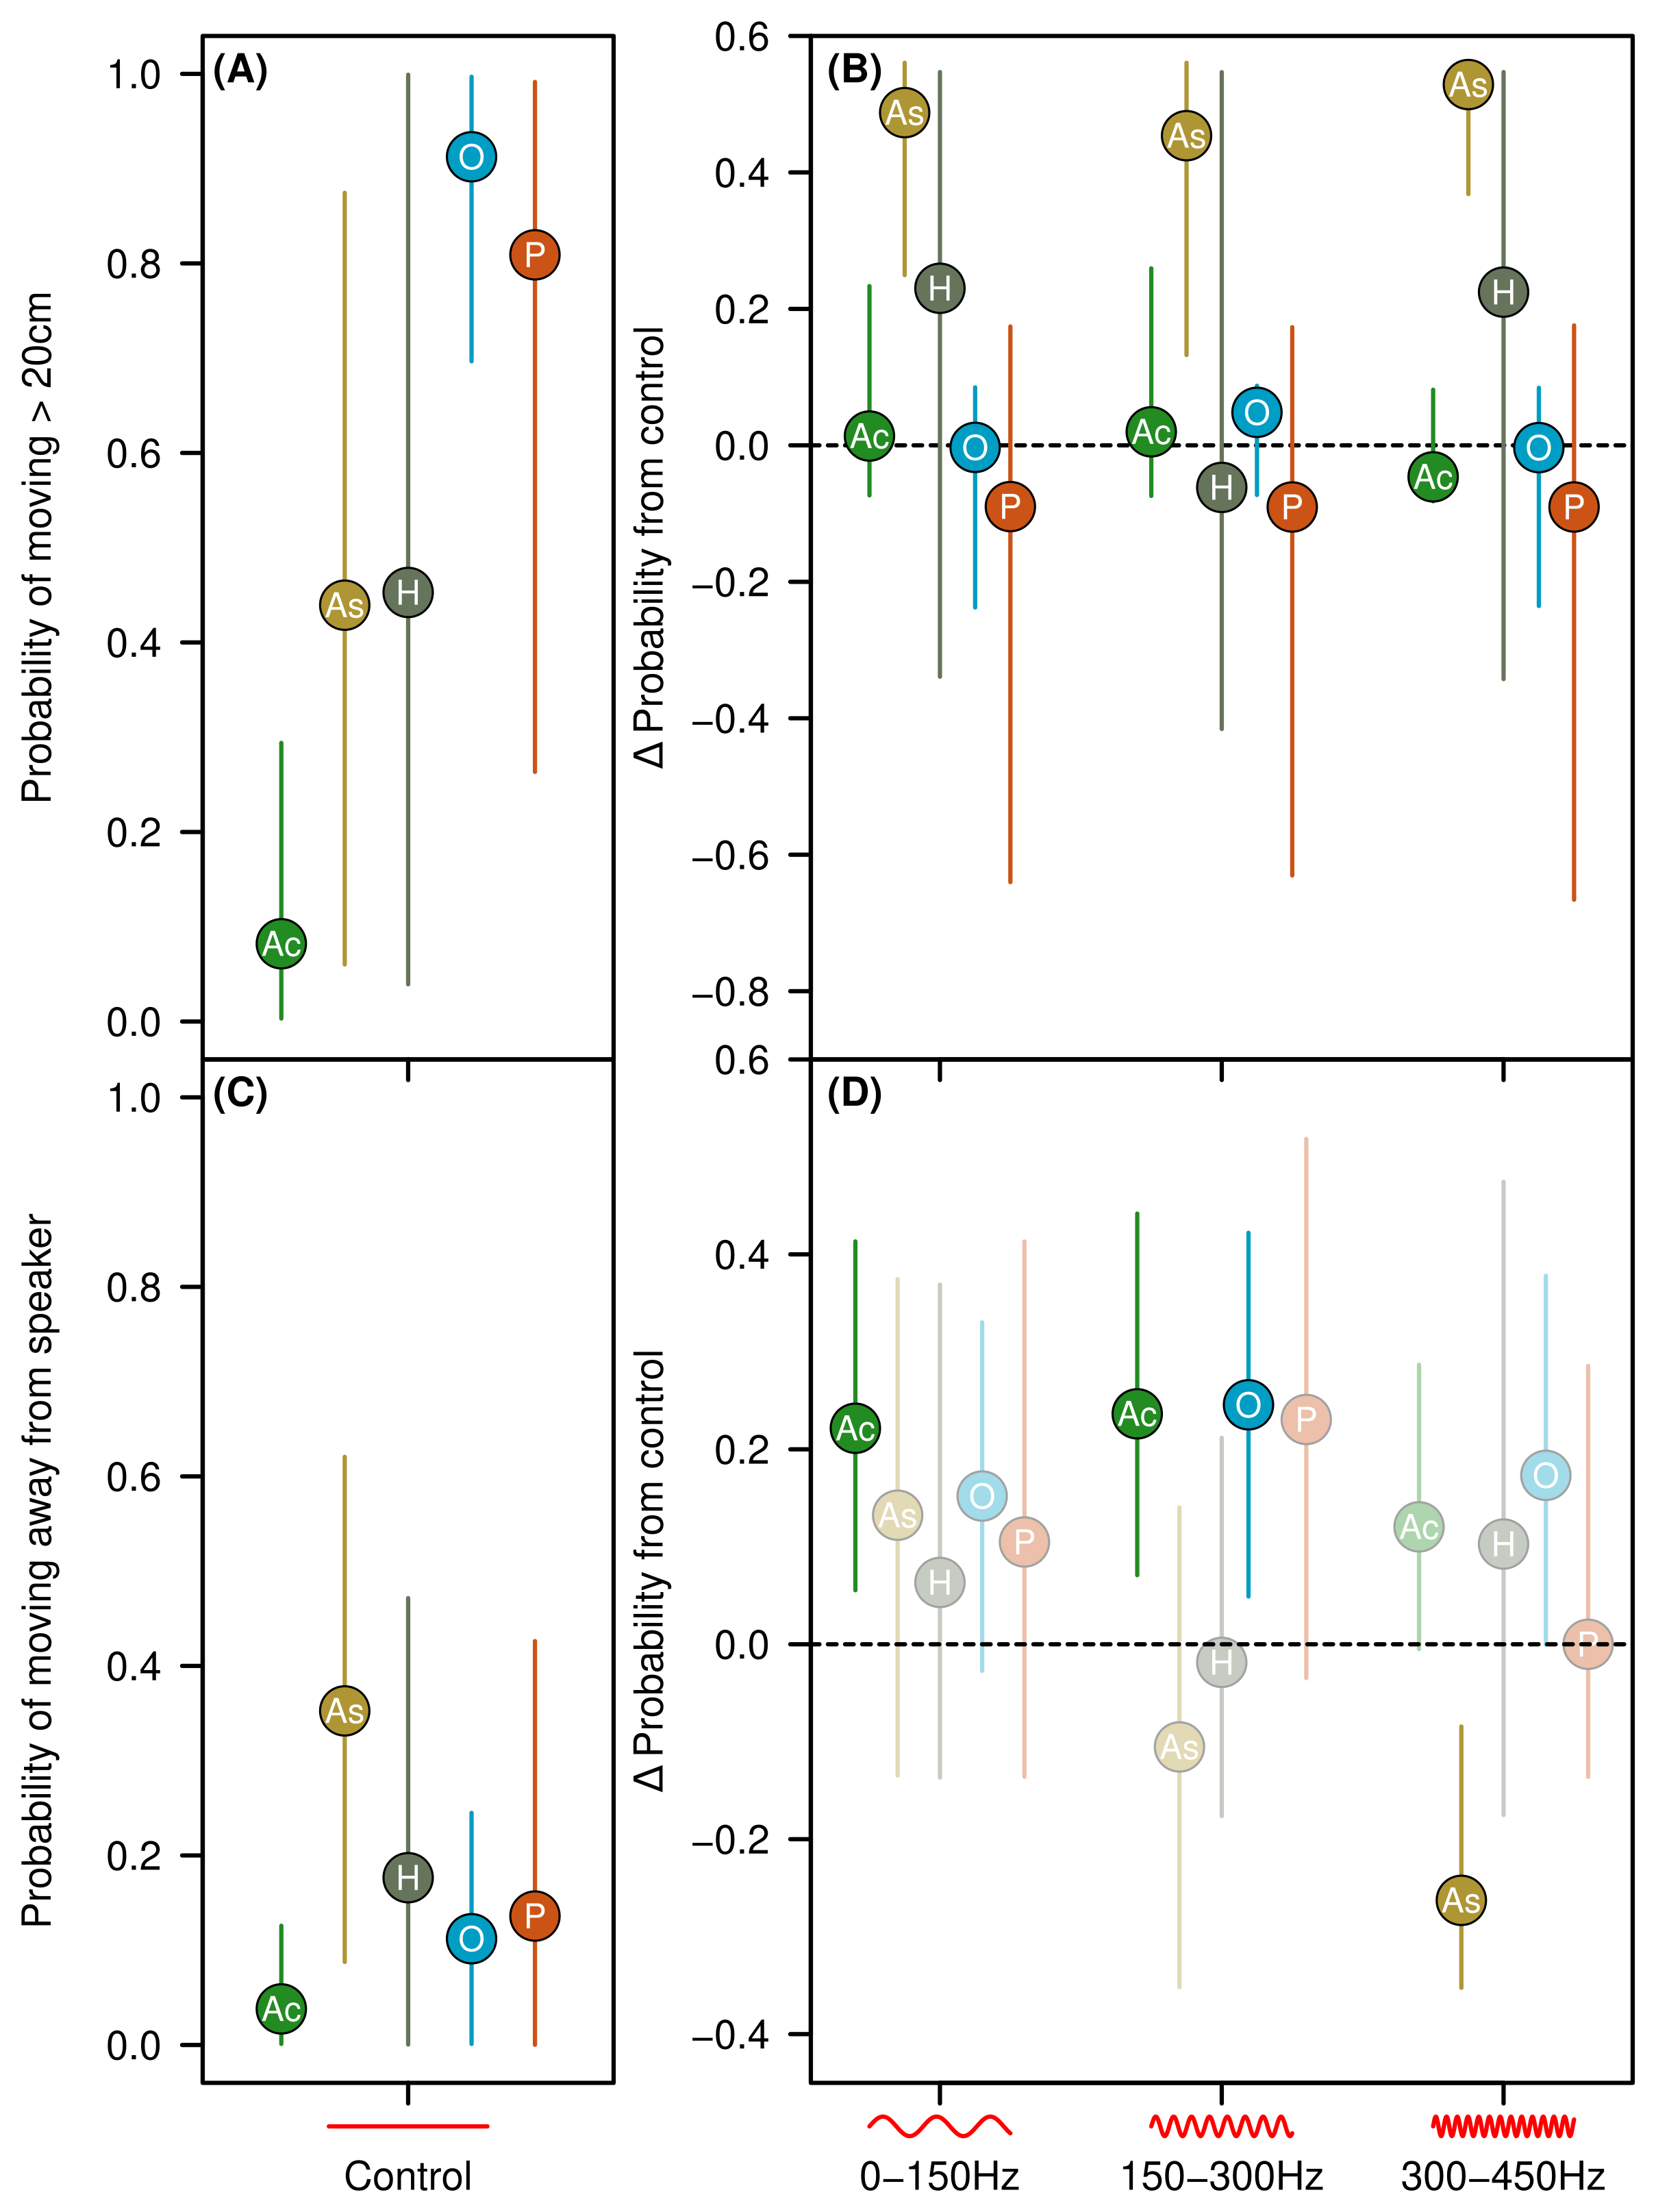 (A)
Probability of moving > 20cm
1.0
0.8
0.6
0.4
0.2
0.0
Ac
As
H
O
P
(B)
Δ Probability from control
0.6
0.4
0.2
0.0
−0.2
−0.4
−0.6
−0.8
Ac
As
H
O
P
Ac
As
H
O
P
Ac
As
H
O
P
(C)
Probability of moving away from speaker
1.0
0.8
0.6
0.4
0.2
0.0
Ac
As
H
O
P
Control
(D)
Δ Probability from control
0.6
0.4
0.2
0.0
−0.2
−0.4
Ac
As
H
O
P
Ac
As
H
O
P
Ac
As
H
O
P
0−150Hz
150−300Hz
300−450Hz